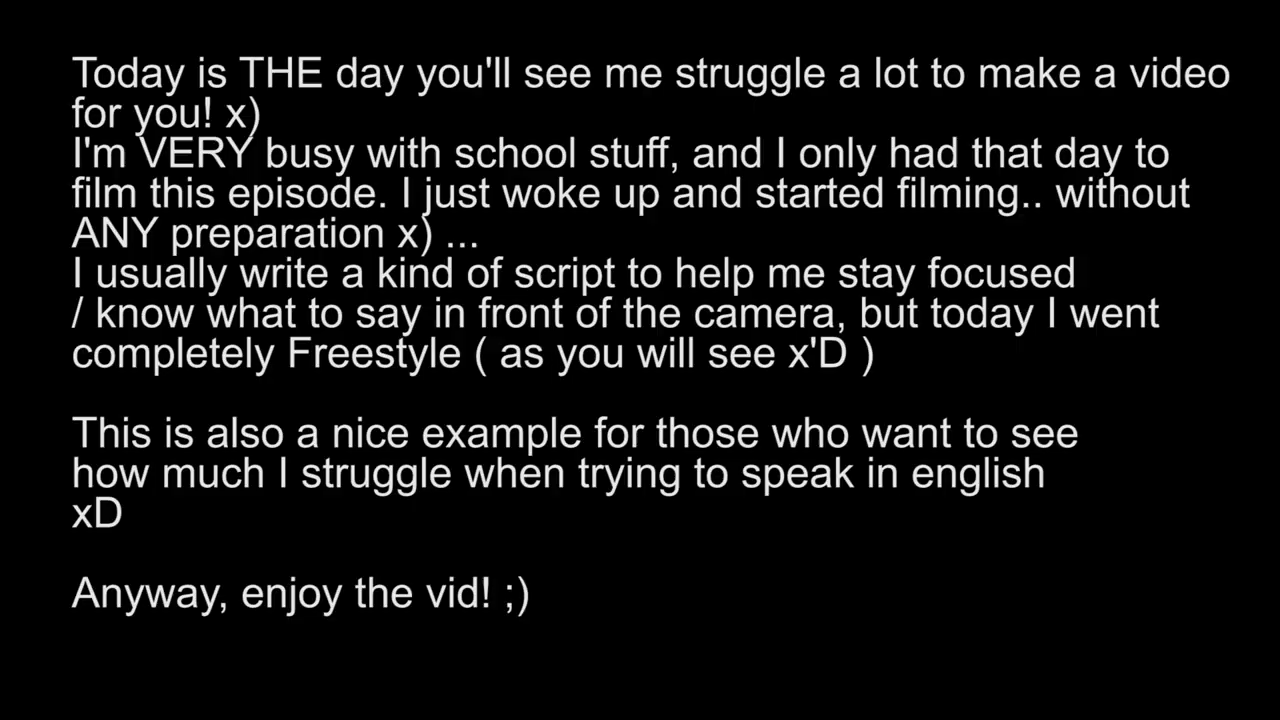 Today is THE day you'll see me struggle a lot to make a video
for you! x)
I'm VERY busy with school stuff, and I only had that day to
film this episode. I just woke up and started filming.. without
ANY preparation x) ...
I usually write a kind of script to help me stay focused
/ know what to say in front of the camera, but today I went
completely Freestyle ( as you will see x'D )
This is also a nice example for those who want to see
how much I struggle when trying to speak in english
xD
Anyway, enjoy the vid! ;)